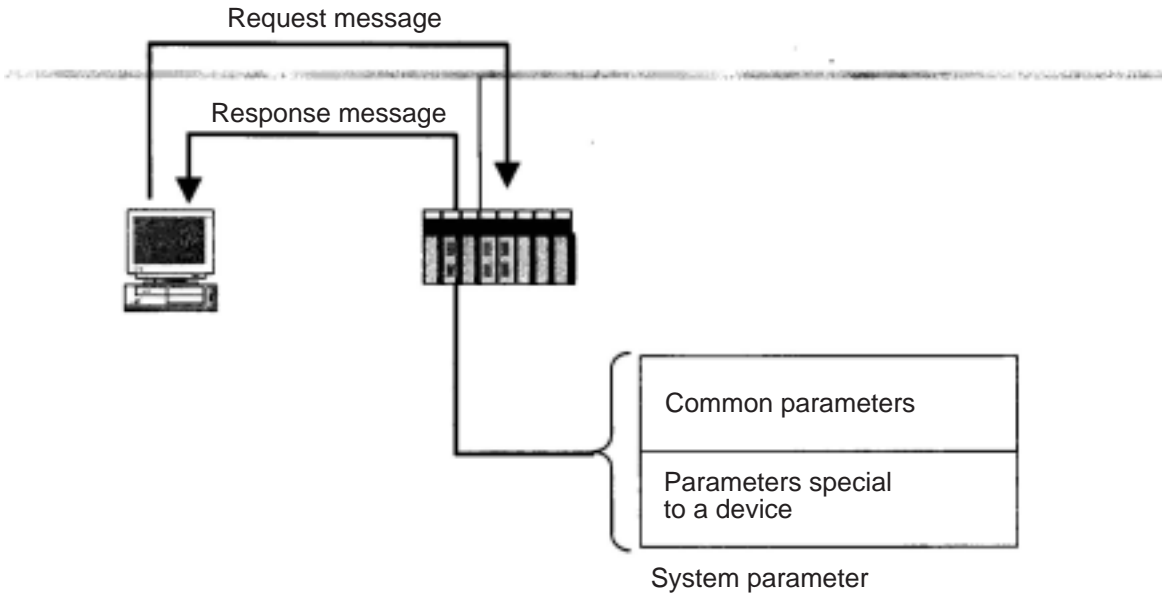 Request message
Response message
Common parameters
Parameters special
to a device
System parameter